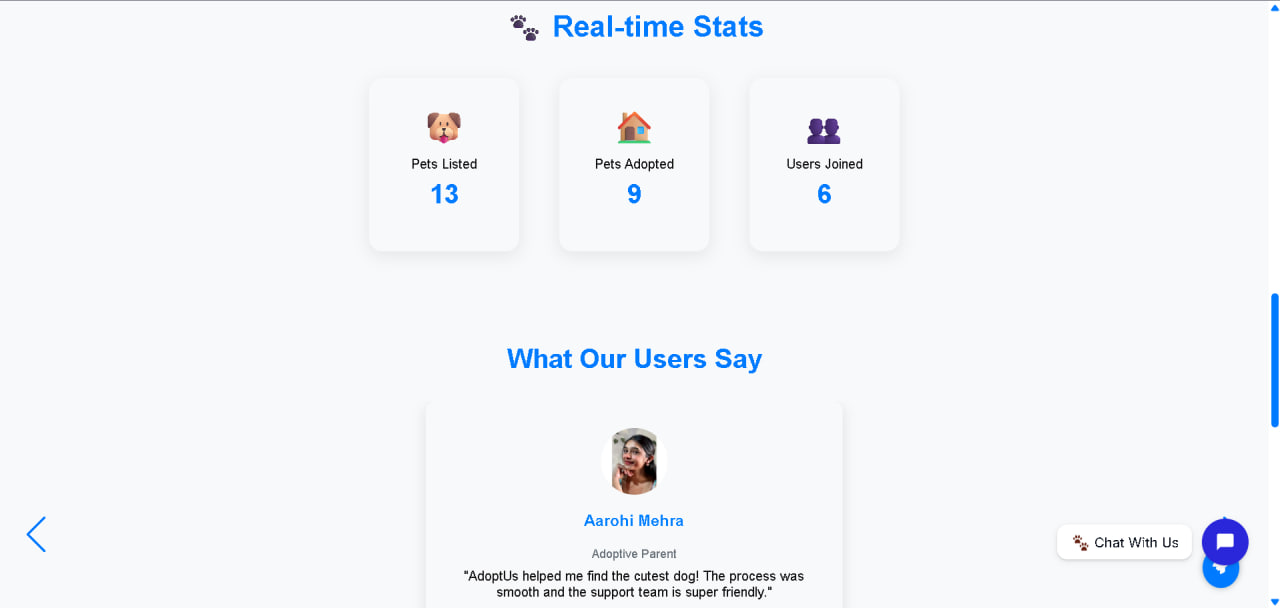 Real-time Stats
Pets Listed
13
Pets Adopted
9
Users Joined
6
What Our Users Say
Aarohi Mehra
Adoptive Parent
"AdoptUs helped me find the cutest dog! The process was
smooth and the support team is super friendly."
Chat With Us